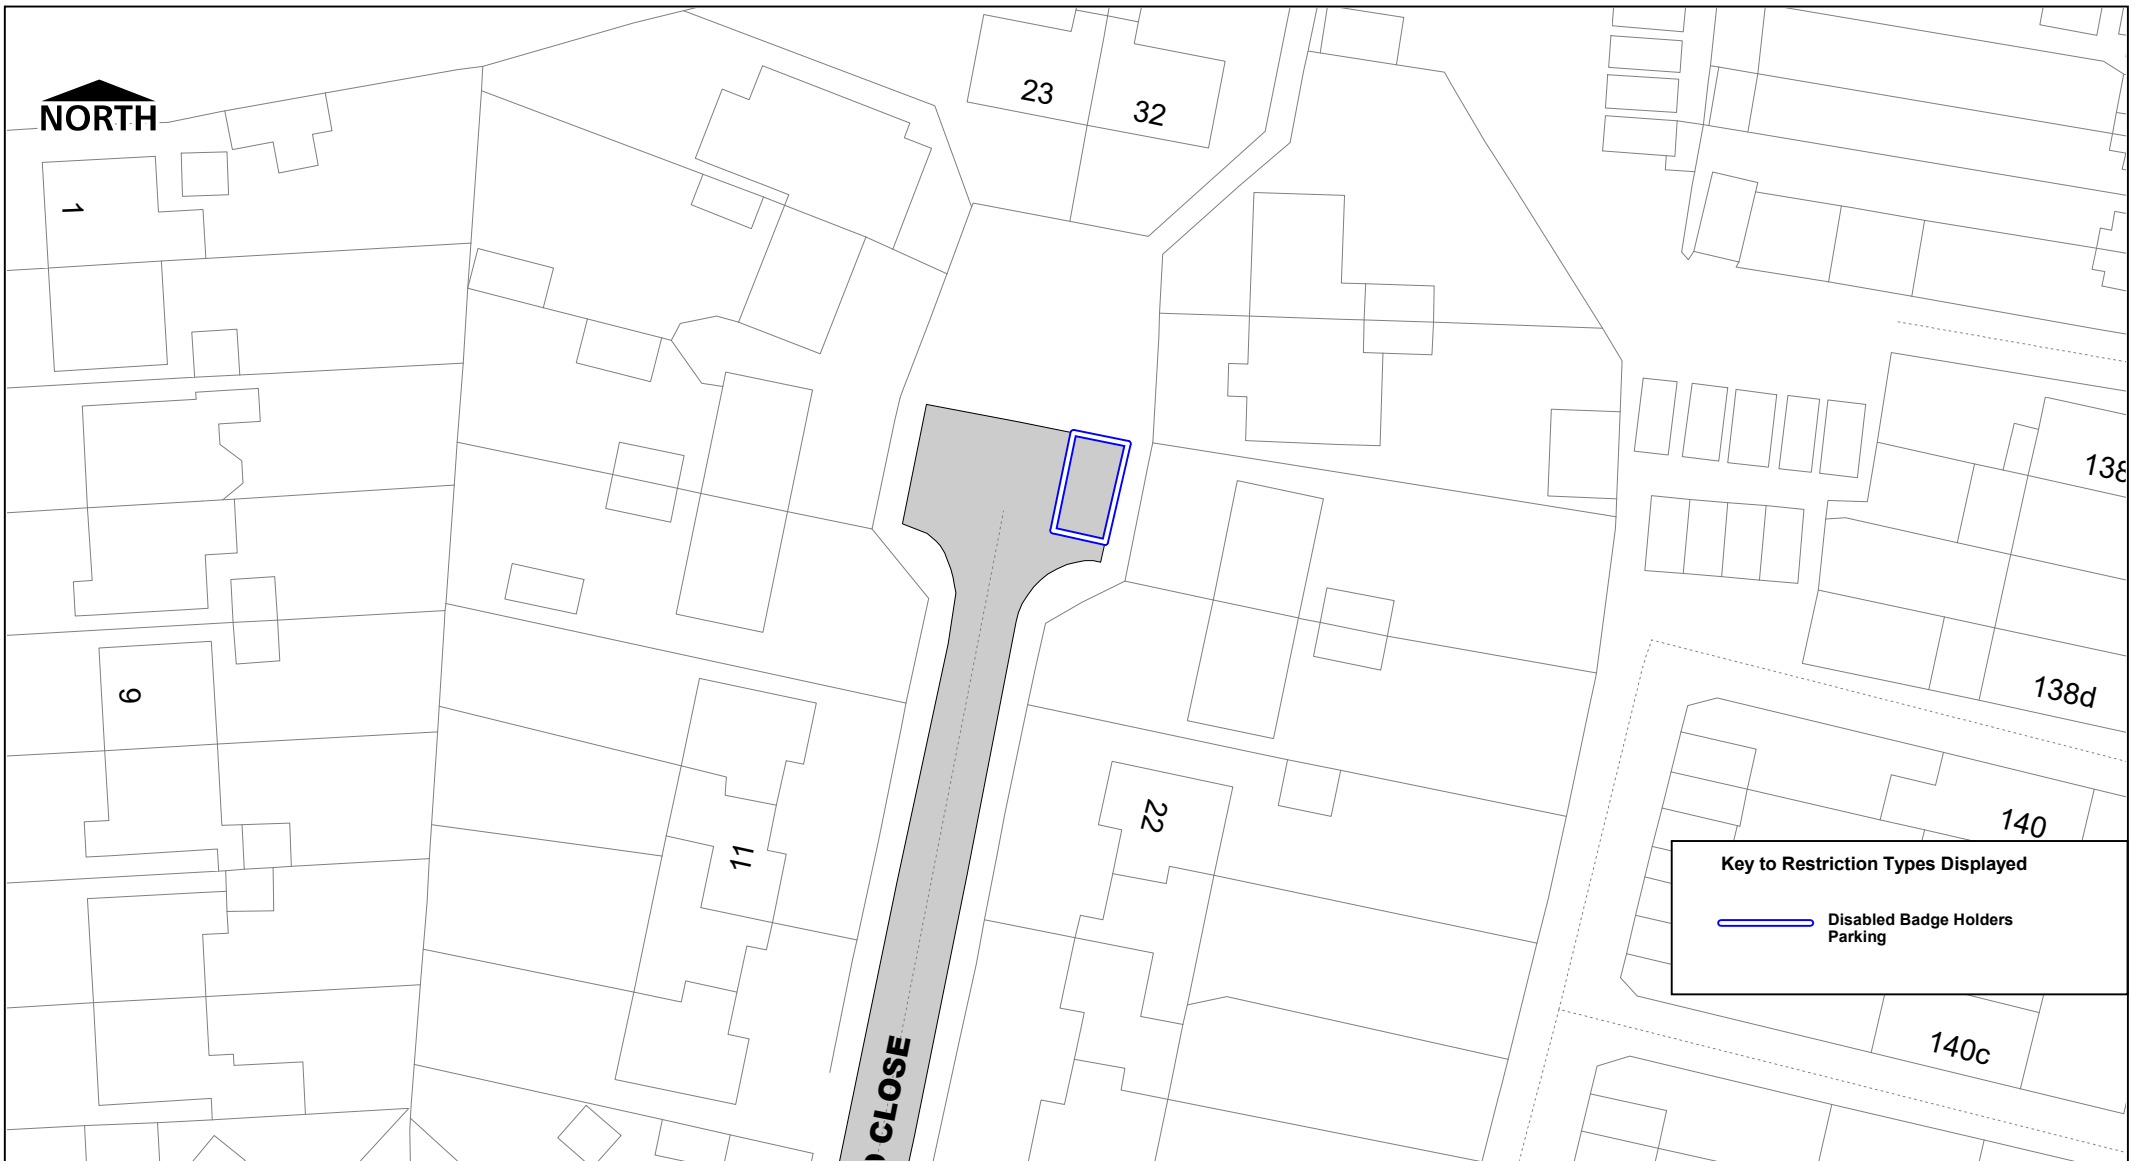 23
32
NORTH
1
138
9
138d
22
140
11
Key to Restriction Types Displayed
Disabled Badge Holders
Parking
140c
CLOSE